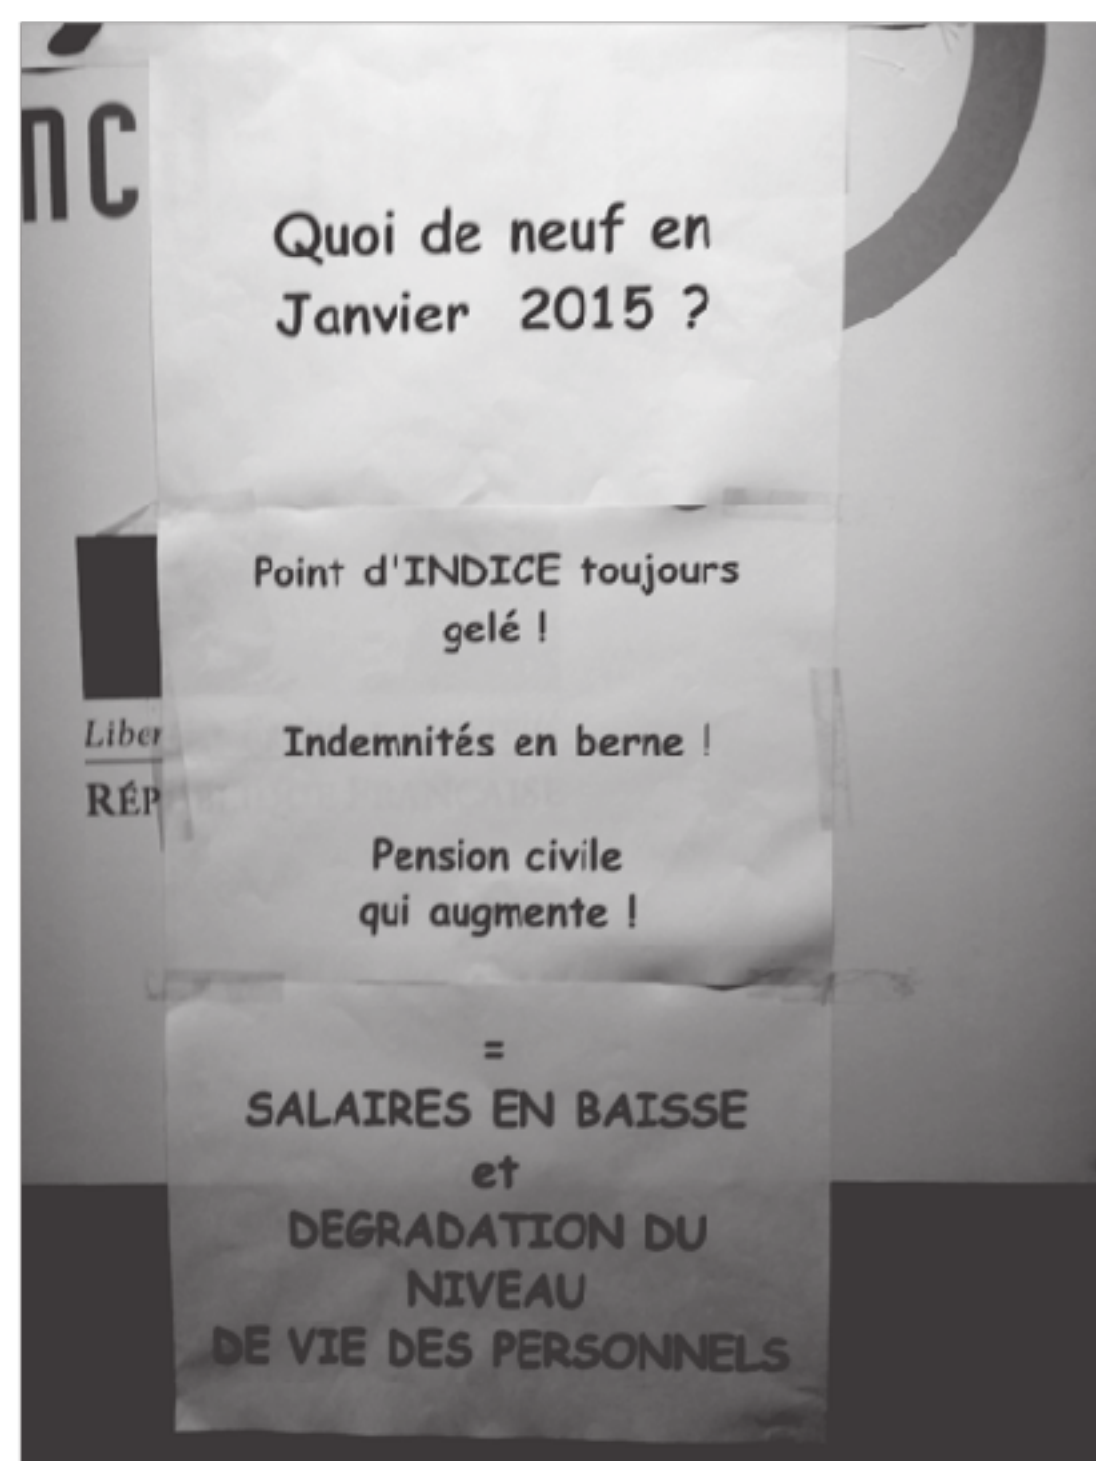 nc
Quoi de neuf en
Janvier 2015 ?
Point d'INDICE toujours
gelé !
Liber
Indemnités en berne !
RÉP
Pension civile
qui augmente !
=
SALAIRES EN BAISSE
et
DEGRADATION DU
NIVEAU
DE VIE DES PERSONNELS